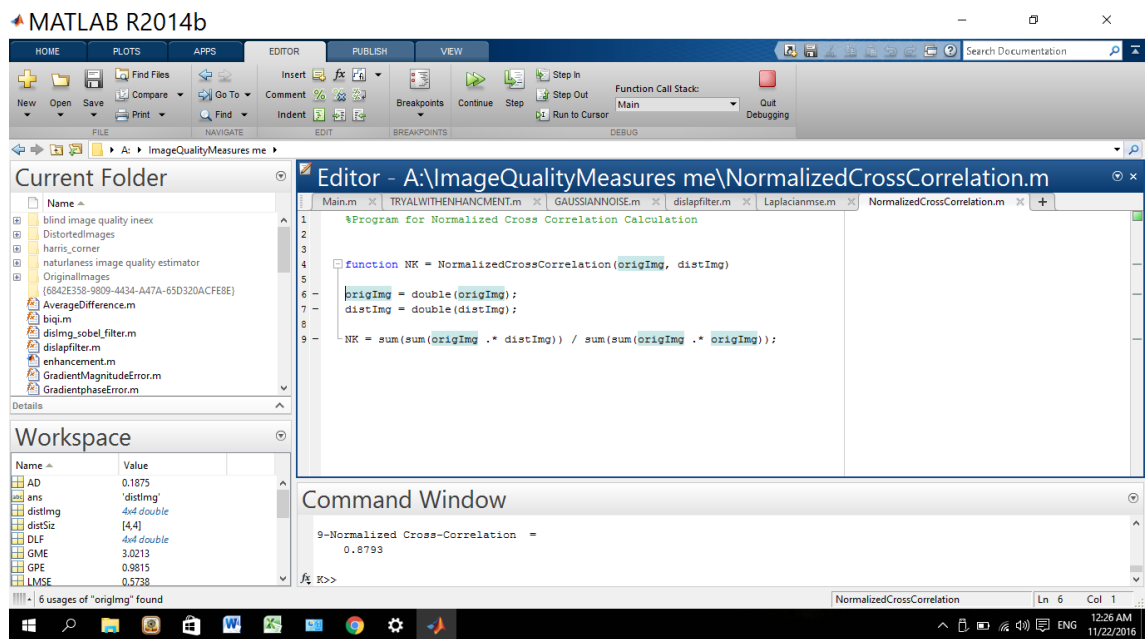 MATLAB R2014b
HOME PLOTS APPS EDITOR PUBLISH VIEW Search Documentation
New Open Save Find Files Compare Print
FILE
Go To Find
NAVIGATE
Insert fx
Comment %
Indent
EDIT
Breakpoints
BREAKPOINTS
Continue Step Step In Step Out Run to Cursor
Function Call Stack:
Main
Quit Debugging
DEBUG
A: ImageQualityMeasures me
Current Folder
Name
blind image quality ineex
DistortedImages
harris_corner
naturlaness image quality estimator
OriginalImages
{6842E358-9809-4434-A47A-65D320ACFE8E}
AverageDifference.m
biqi.m
disImg_sobel_filter.m
dislapfilter.m
enhancement.m
GradientMagnitudeError.m
GradientphaseError.m
Details
Workspace
Name Value
AD 0.1875
abc ans 'distImg'
distImg 4x4 double
distSiz [4,4]
DLF 4x4 double
GME 3.0213
GPE 0.9815
LMSE 0.5738
Editor - A:\ImageQualityMeasures me\NormalizedCrossCorrelation.m
Main.m TRYALWITHENHANCMENT.m GAUSSIANNOISE.m dislapfilter.m Laplacianmse.m NormalizedCrossCorrelation.m +
1 %Program for Normalized Cross Correlation Calculation
2
3
4 function NK = NormalizedCrossCorrelation(origImg, distImg)
5
6 – origImg = double(origImg);
7 – distImg = double(distImg);
8
9 – NK = sum(sum(origImg .* distImg)) / sum(sum(origImg .* origImg));
Command Window
9-Normalized Cross-Correlation =
0.8793
fx K>>
6 usages of "origImg" found NormalizedCrossCorrelation Ln 6 Col 1
ENG 12:26 AM
11/22/2016